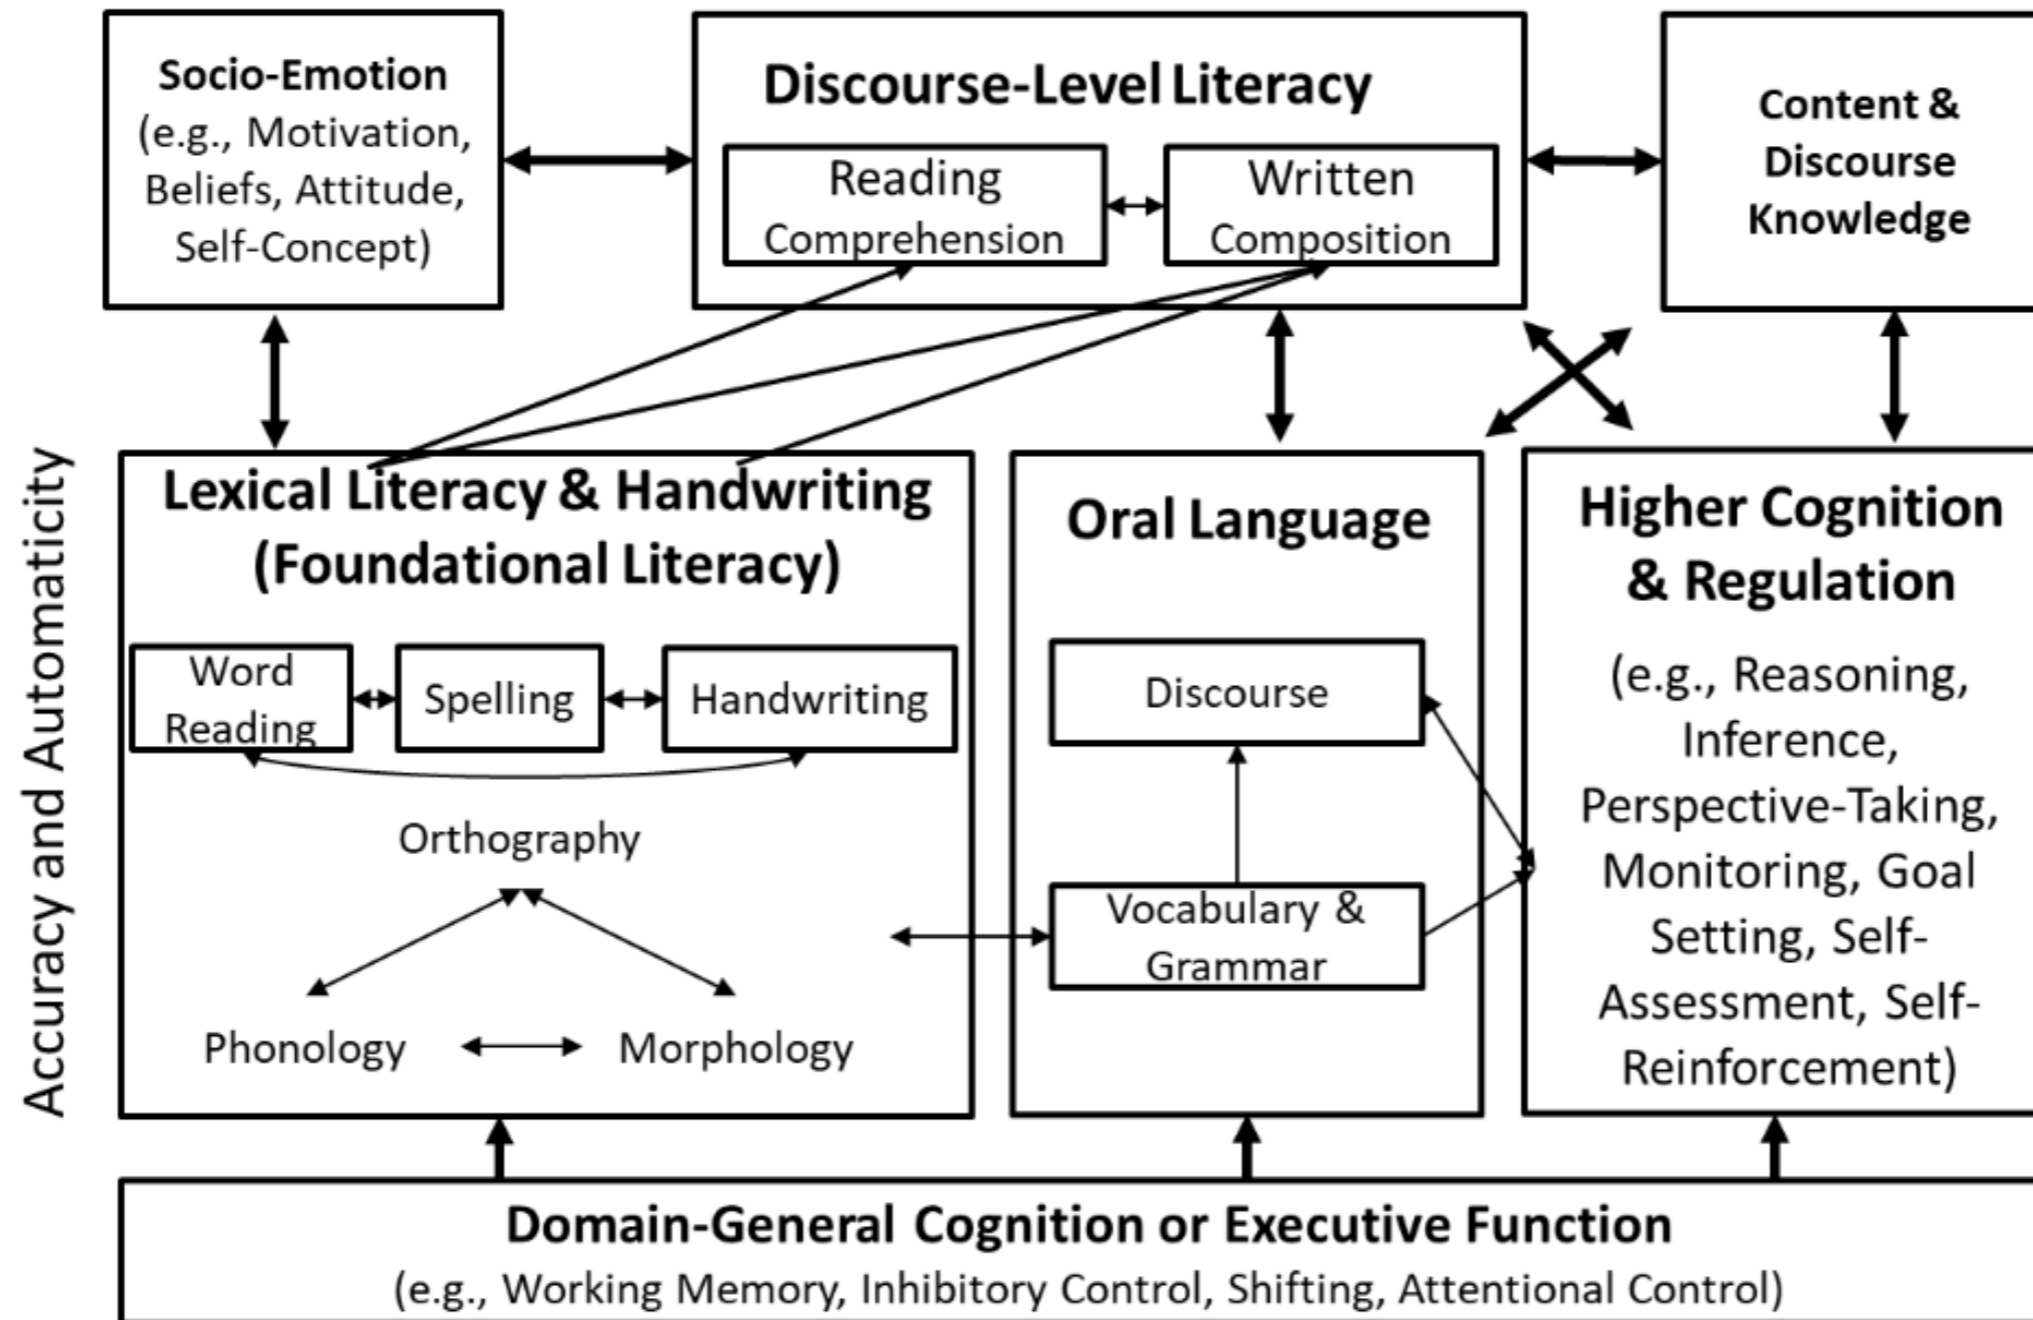 Socio-Emotion
(e.g., Motivation,
Beliefs, Attitude,
Self-Concept)
Discourse-Level Literacy
Reading
Comprehension
Written
Composition
Content &
Discourse
Knowledge
Accuracy and Automaticity
Lexical Literacy & Handwriting
(Foundational Literacy)
Word
Reading
Spelling
Handwriting
Orthography
Phonology
Morphology
Oral Language
Discourse
Vocabulary &
Grammar
Higher Cognition
& Regulation
(e.g., Reasoning,
Inference,
Perspective-Taking,
Monitoring, Goal
Setting, Self-
Assessment, Self-
Reinforcement)
Domain-General Cognition or Executive Function
(e.g., Working Memory, Inhibitory Control, Shifting, Attentional Control)